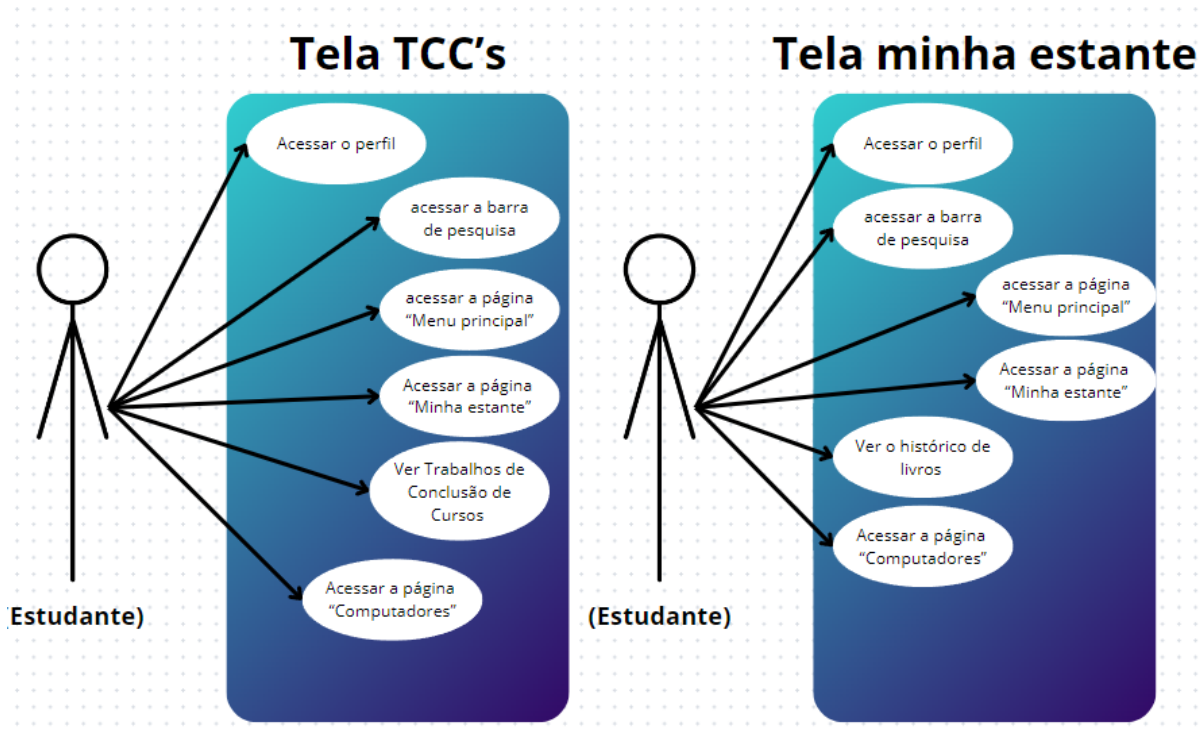 Tela TCC's
Acessar o perfil
acessar a barra
de pesquisa
acessar a página
“Menu principal”
Acessar a página
“Minha estante”
Ver Trabalhos de
Conclusão de
Cursos
Acessar a página
“Computadores”
(Estudante)
Tela minha estante
Acessar o perfil
acessar a barra
de pesquisa
acessar a página
“Menu principal”
Acessar a página
“Minha estante”
Ver o histórico de
livros
Acessar a página
“Computadores”
(Estudante)